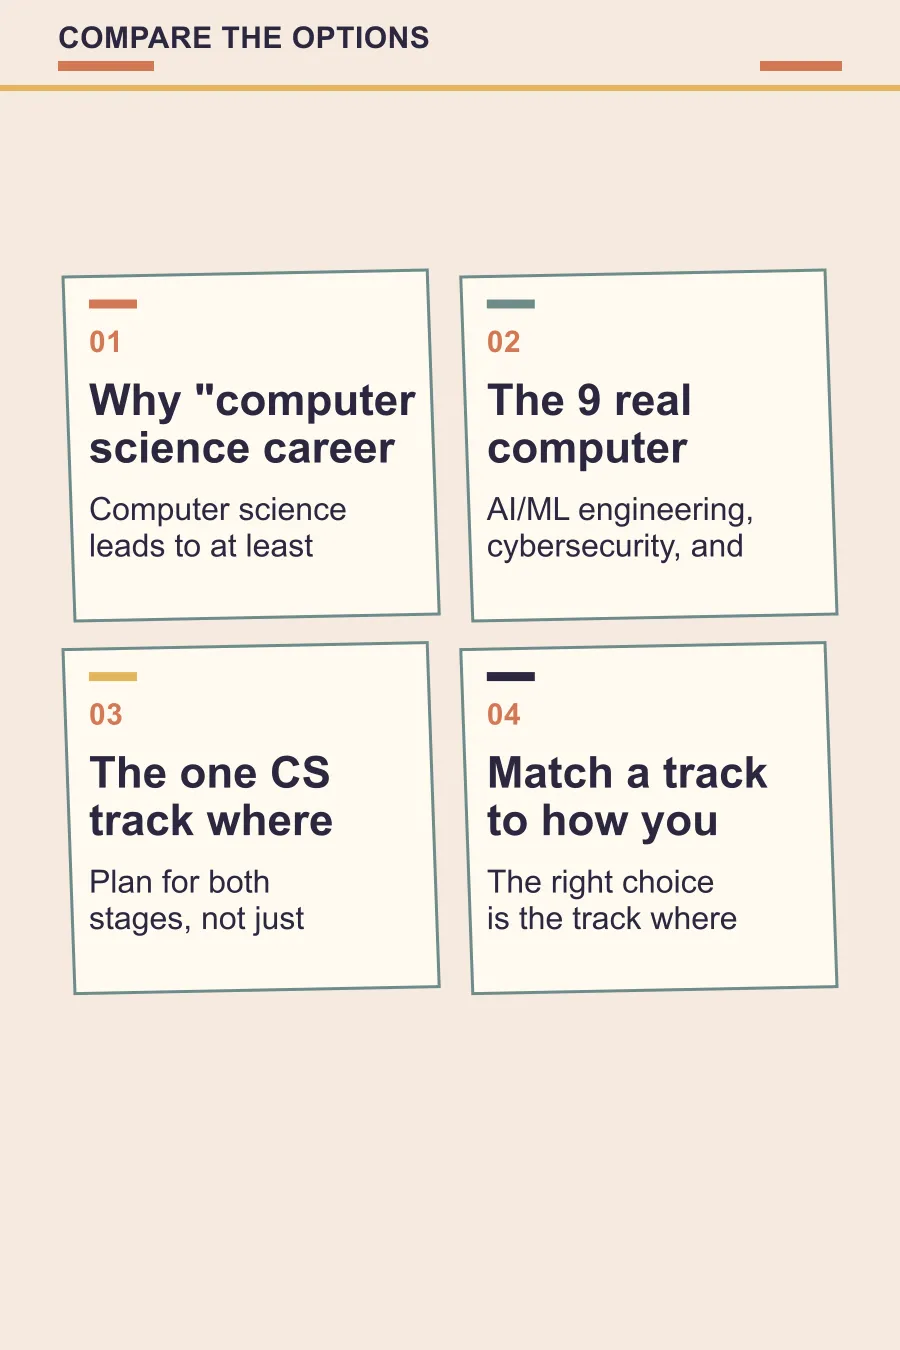 COMPARE THE OPTIONS
01
Why "computer
science career
Computer science
leads to at least
02
The 9 real
computer
AI/ML engineering,
cybersecurity, and
03
The one CS
track where
Plan for both
stages, not just
04
Match a track
to how you
The right choice
is the track where